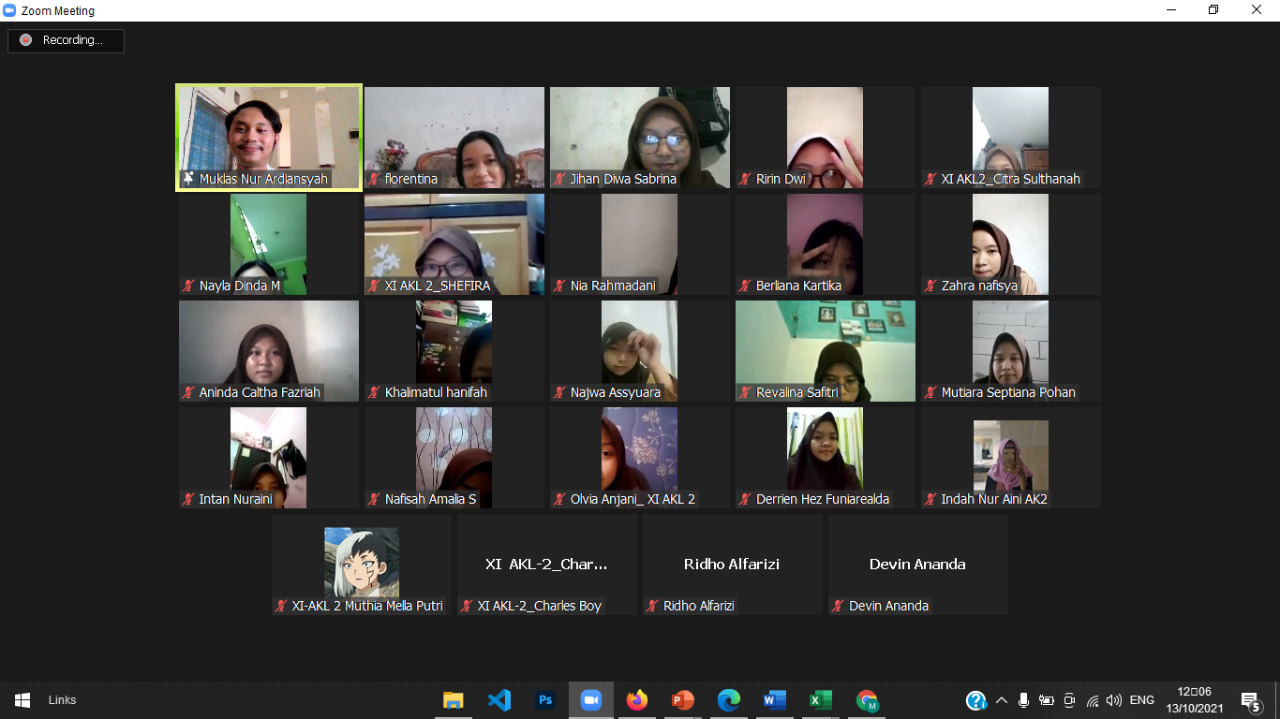 Zoom Meeting
Recording...
Muklas Nur Ardiansyah
fiorentina
Jihan Diwa Sabrina
Ririn Dwi
XI AKL2_Citra Sulthanah
Nayla Dinda M
XI AKL 2_SHEFIRA
Nia Rahmadani
Berliana Kartika
Zahra nafisya
Aninda Caltha Fazriah
Khalimatul hanifah
Najwa Assyuara
Revalina Safitri
Mutiara Septiana Pohan
Intan Nuraini
Nafisah Amalia S
Olvia Anjani_ XI AKL 2
Derrien Hez Funiarealda
Indah Nur Aini AK2
XI AKL-2_Char...
Ridho Alfarizi
Devin Ananda
XI-AKL 2 Muthia Mella Putri
XI AKL-2_Charles Boy
Ridho Alfarizi
Devin Ananda
Links
Ps
M
ENG
12□06
13/10/2021
5